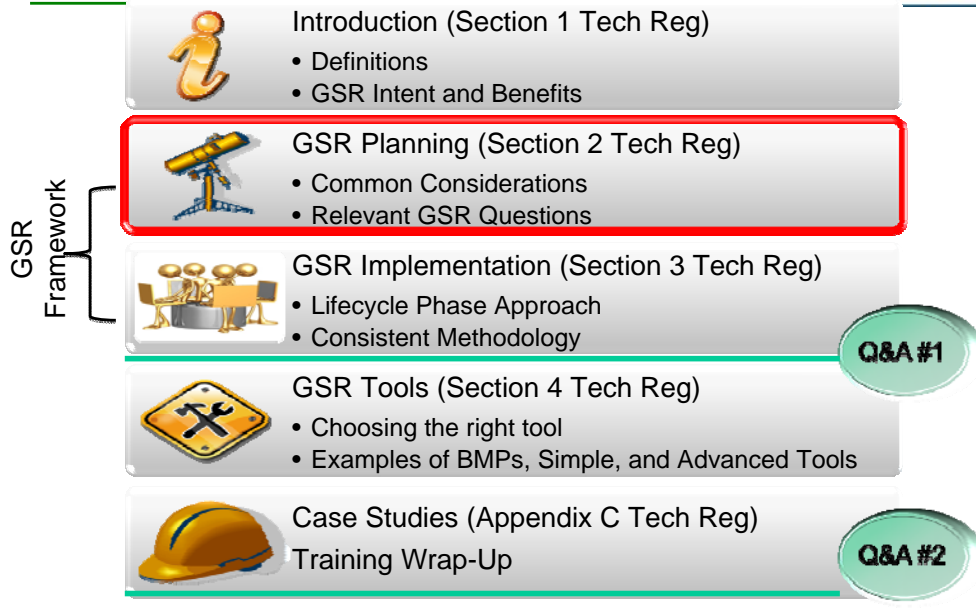 Introduction (Section 1 Tech Reg)
• Definitions
• GSR Intent and Benefits
GSR Planning (Section 2 Tech Reg)
• Common Considerations
• Relevant GSR Questions
GSR
Framework
GSR Implementation (Section 3 Tech Reg)
• Lifecycle Phase Approach
• Consistent Methodology
Q&A #1
GSR Tools (Section 4 Tech Reg)
• Choosing the right tool
• Examples of BMPs, Simple, and Advanced Tools
Case Studies (Appendix C Tech Reg)
Training Wrap-Up
Q&A #2